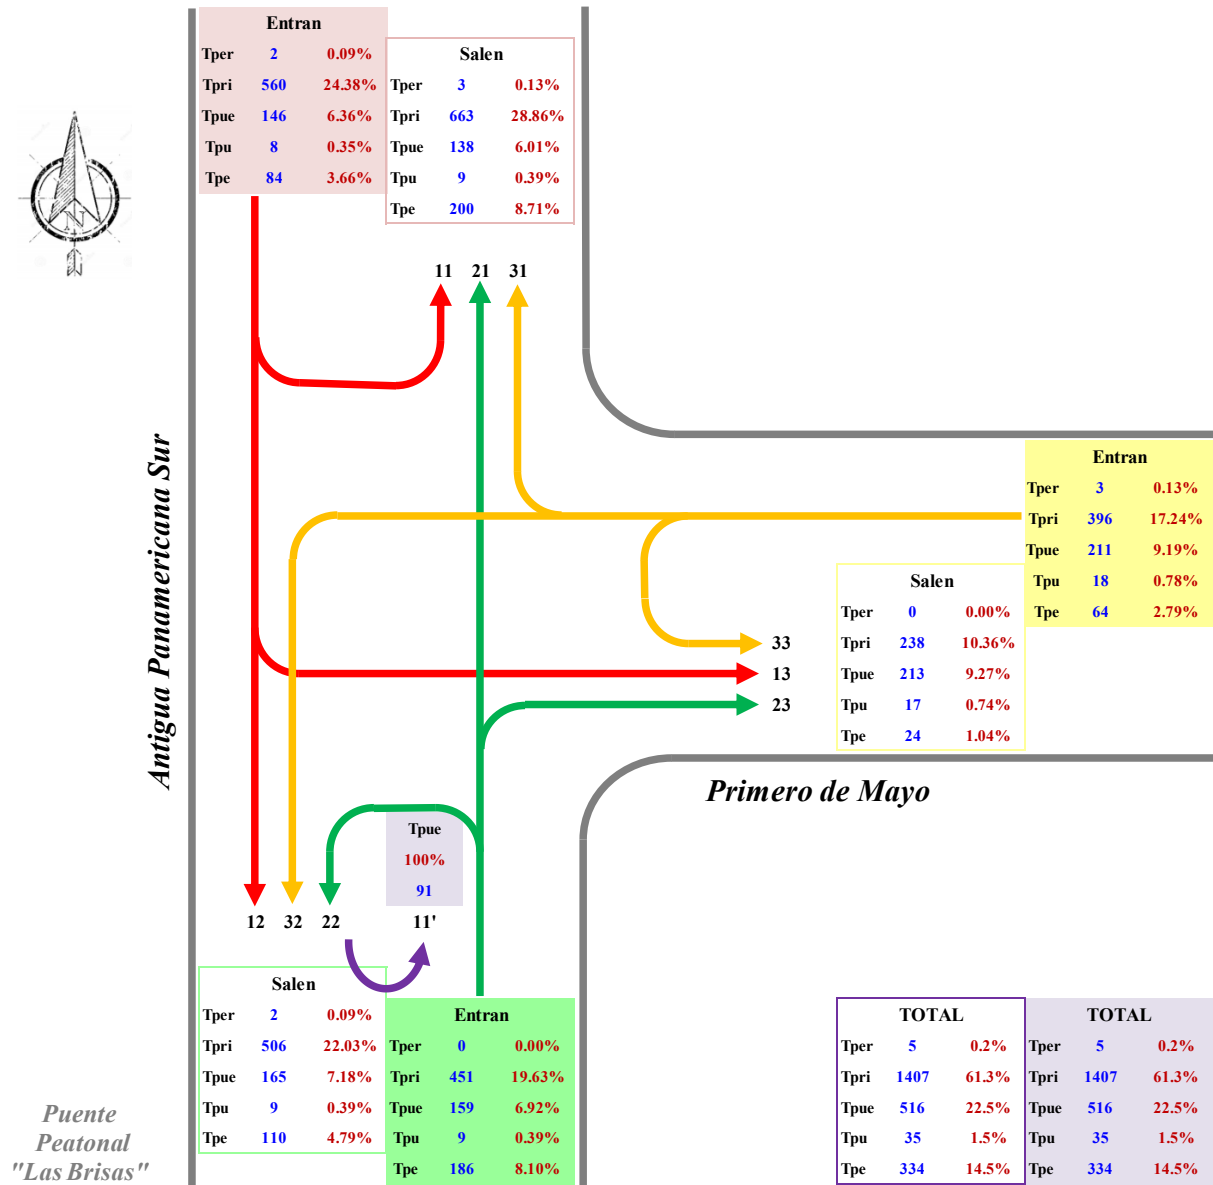 Entran
Tper 2 0.09%
Tpri 560 24.38%
Tpue 146 6.36%
Tpu 8 0.35%
Tpe 84 3.66%
Salen
Tper 3 0.13%
Tpri 663 28.86%
Tpue 138 6.01%
Tpu 9 0.39%
Tpe 200 8.71%
N
11 21 31
Antigua Panamericana Sur
Entran
Tper 3 0.13%
Tpri 396 17.24%
Tpue 211 9.19%
Tpu 18 0.78%
Tpe 64 2.79%
Salen
Tper 0 0.00%
Tpri 238 10.36%
Tpue 213 9.27%
Tpu 17 0.74%
Tpe 24 1.04%
33
13
23
Primero de Mayo
Tpue
100%
91
12 32 22 11'
Salen
Tper 2 0.09%
Tpri 506 22.03%
Tpue 165 7.18%
Tpu 9 0.39%
Tpe 110 4.79%
Entran
Tper 0 0.00%
Tpri 451 19.63%
Tpue 159 6.92%
Tpu 9 0.39%
Tpe 186 8.10%
TOTAL
Tper 5 0.2%
Tpri 1407 61.3%
Tpue 516 22.5%
Tpu 35 1.5%
Tpe 334 14.5%
TOTAL
Tper 5 0.2%
Tpri 1407 61.3%
Tpue 516 22.5%
Tpu 35 1.5%
Tpe 334 14.5%
Puente
Peatonal
"Las Brisas"